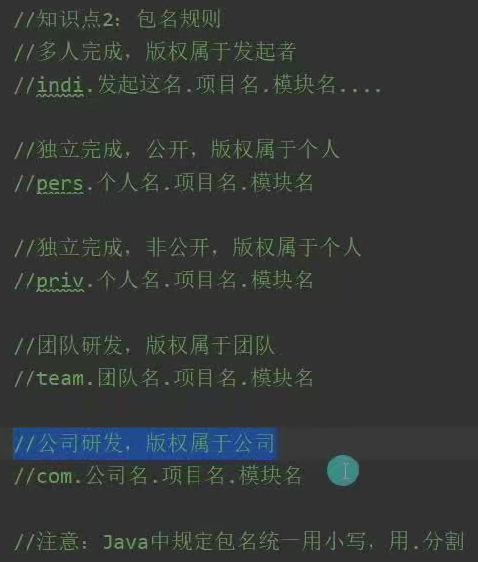 //知识点2：包名规则
//多人完成，版权属于发起者
//indi.发起这名.项目名.模块名....
//独立完成，公开，版权属于个人
//pers.个人名.项目名.模块名
//独立完成，非公开，版权属于个人
//priv.个人名.项目名.模块名
//团队研发，版权属于团队
//team.团队名.项目名.模块名
//公司研发，版权属于公司
//com.公司名.项目名.模块名
//注意：Java中规定包名统一用小写，用.分割